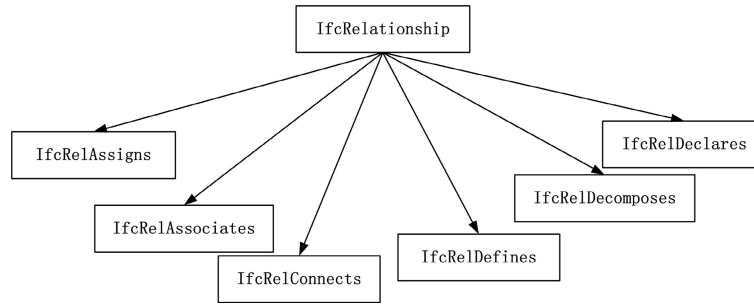 IfcRelationship
IfcRelAssigns
IfcRelDeclares
IfcRelDecomposes
IfcRelAssociates
IfcRelDefines
IfcRelConnects